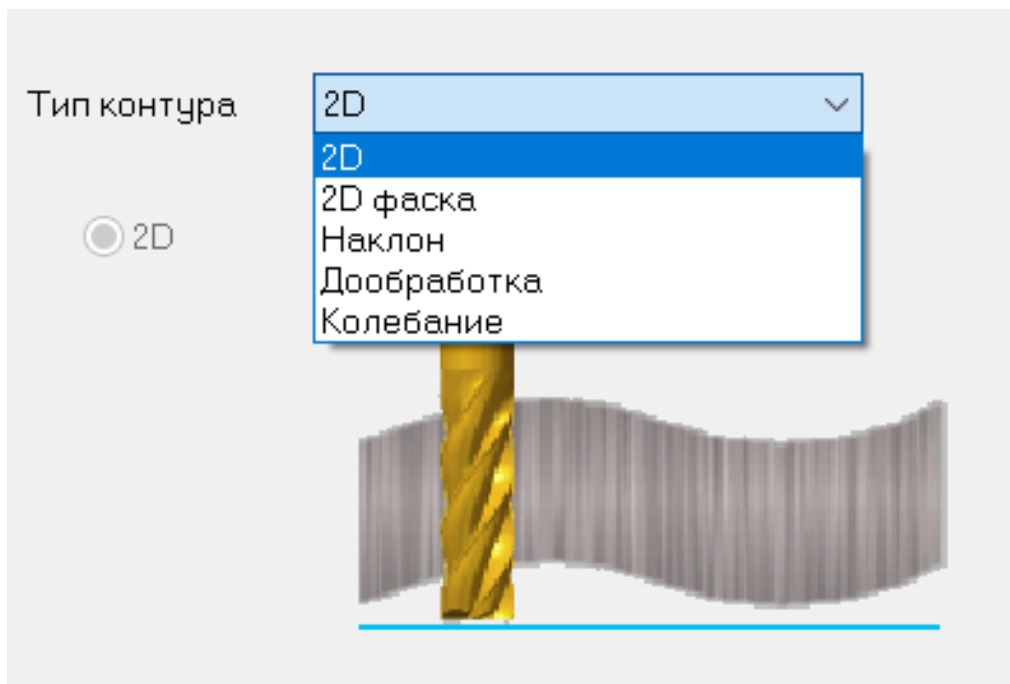 Тип контура 2D
2D
2D фаска
2D
Наклон
Дообработка
Колебание